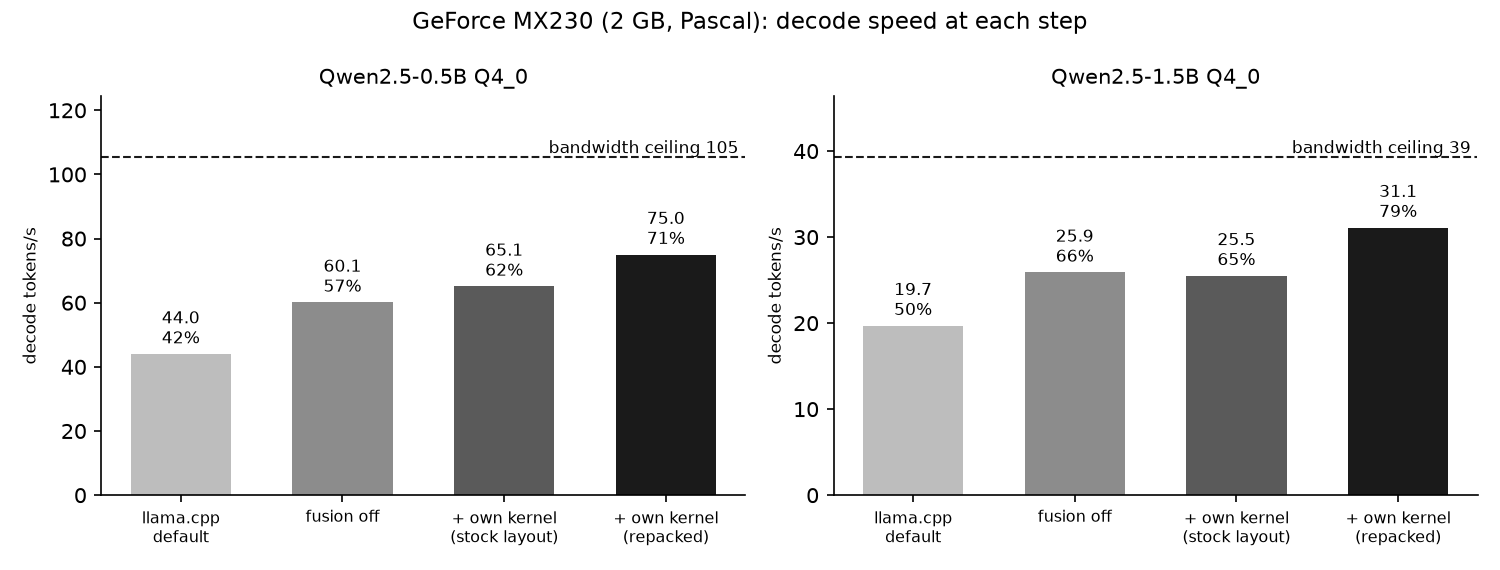 GeForce MX230 (2 GB, Pascal): decode speed at each step
Qwen2.5-0.5B Q4_0
decode tokens/s
120
100
80
60
40
20
0
bandwidth ceiling 105
44.0
42%
60.1
57%
65.1
62%
75.0
71%
llama.cpp
default
fusion off
+ own kernel
(stock layout)
+ own kernel
(repacked)
Qwen2.5-1.5B Q4_0
decode tokens/s
40
30
20
10
0
bandwidth ceiling 39
19.7
50%
25.9
66%
25.5
65%
31.1
79%
llama.cpp
default
fusion off
+ own kernel
(stock layout)
+ own kernel
(repacked)